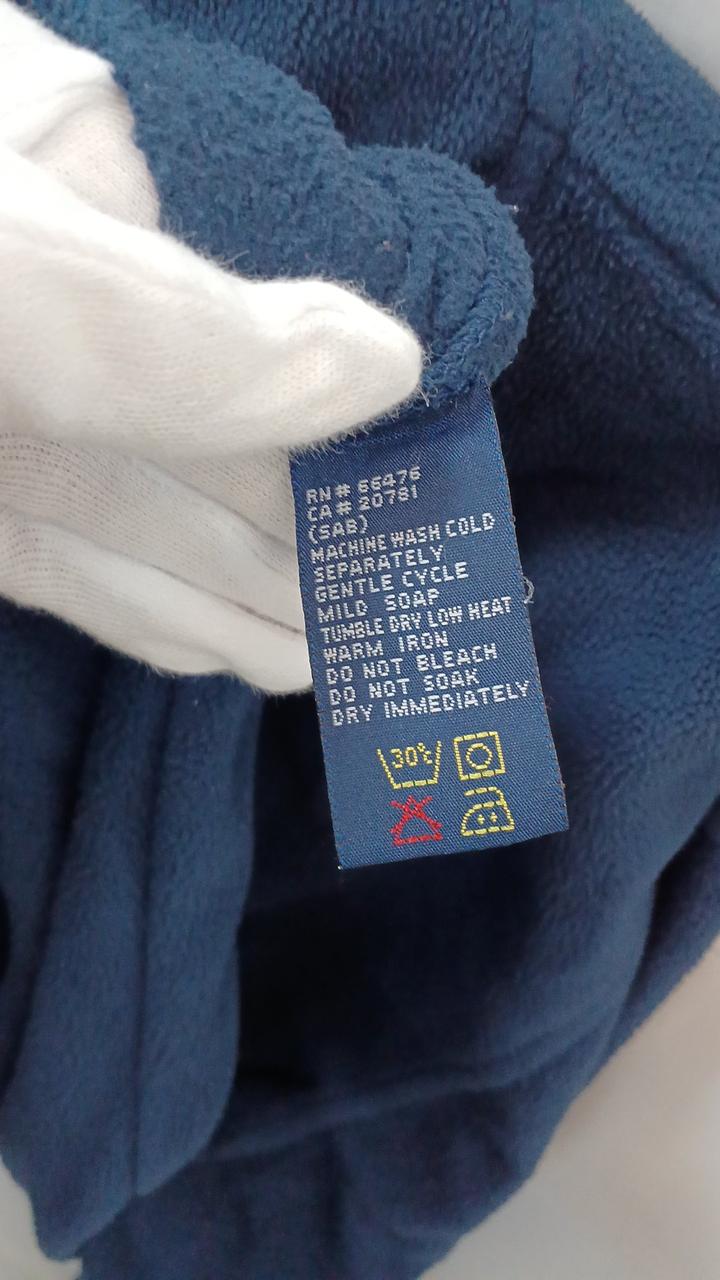 RN# 66476
CA# 20781
(SAB)
MACHINE WASH COLD
SEPARATELY
GENTLE CYCLE
MILD SOAP
TUMBLE DRY LOW HEAT
WARM IRON
DO NOT BLEACH
DO NOT SOAK
DRY IMMEDIATELY
30°c